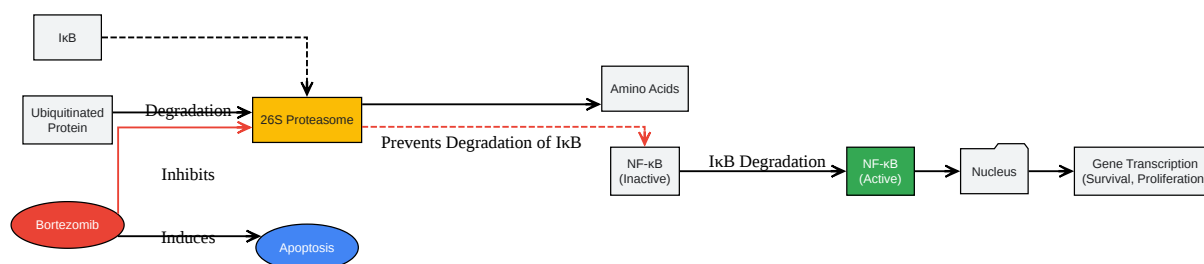 IκB
Ubiquitinated
Protein
Degradation
26S Proteasome
Amino Acids
Prevents Degradation of IκB
NF-κB
(Inactive)
IκB Degradation
NF-κB
(Active)
Nucleus
Gene Transcription
(Survival, Proliferation
Inhibits
Bortezomib
Induces
Apoptosis